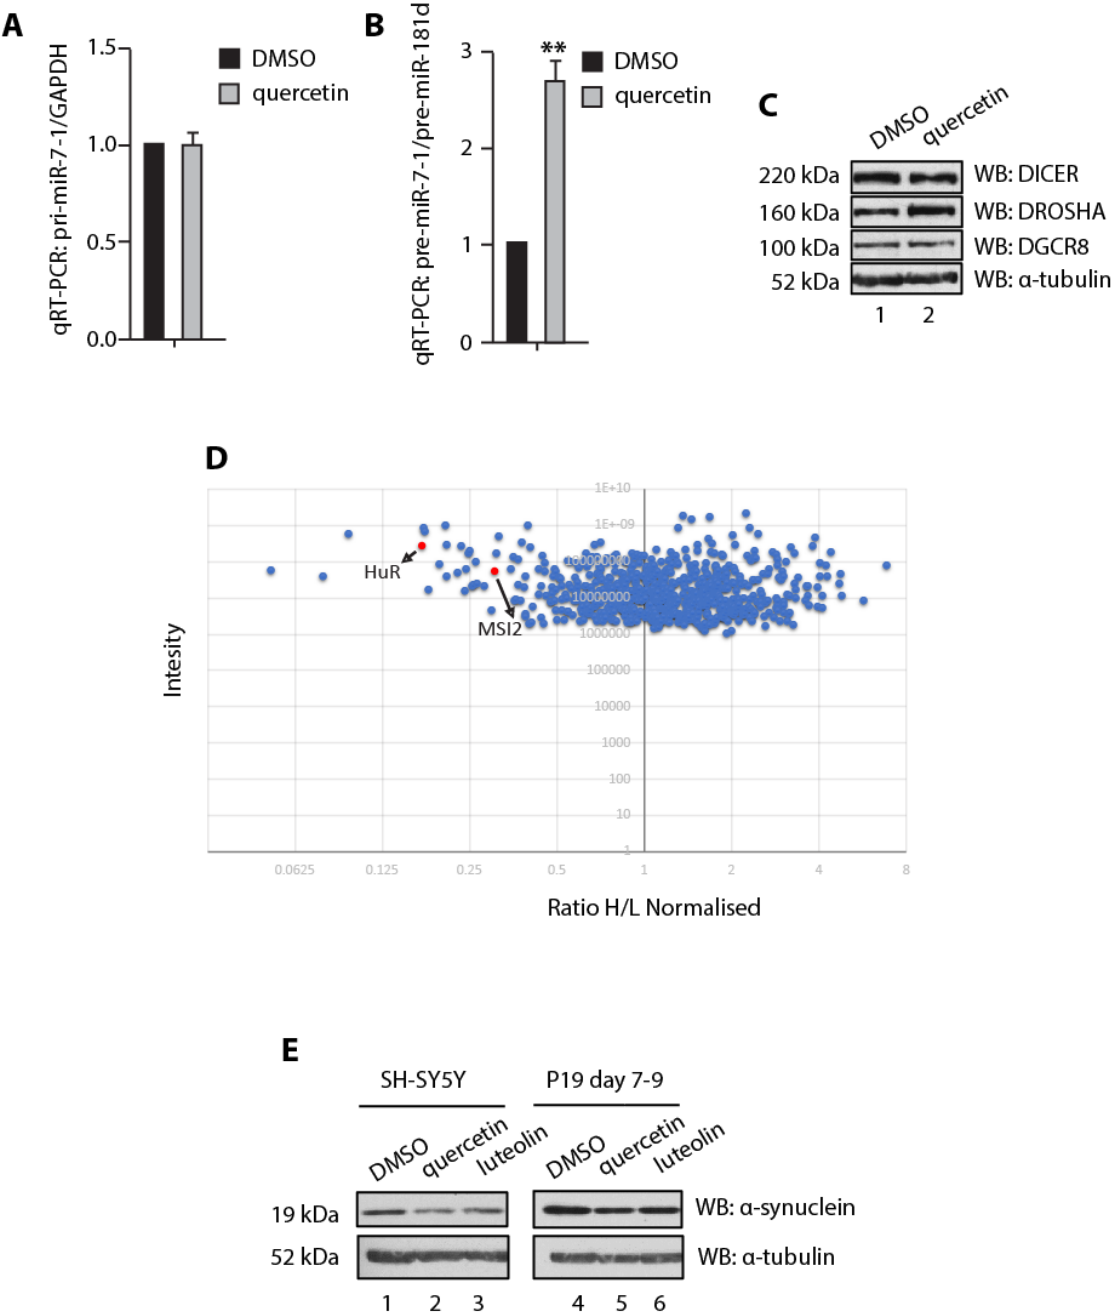 A
qRT-PCR: pri-miR-7-1/GAPDH
1.5
1.0
0.5
0.0
DMSO
quercetin
B
qRT-PCR: pre-miR-7-1/pre-miR-181d
3
2
1
0
**
DMSO
quercetin
C
DMSO
quercetin
220 kDa WB: DICER
160 kDa WB: DROSHA
100 kDa WB: DGCR8
52 kDa WB: α-tubulin
1 2
D
Intesity
1E+10
1E+09
100000000
10000000
1000000
100000
10000
1000
100
10
1
HuR
MSI2
0.0625 0.125 0.25 0.5 1 2 4 8
Ratio H/L Normalised
E
SH-SY5Y P19 day 7-9
DMSO quercetin luteolin DMSO quercetin luteolin
19 kDa WB: α-synuclein
52 kDa WB: α-tubulin
1 2 3 4 5 6